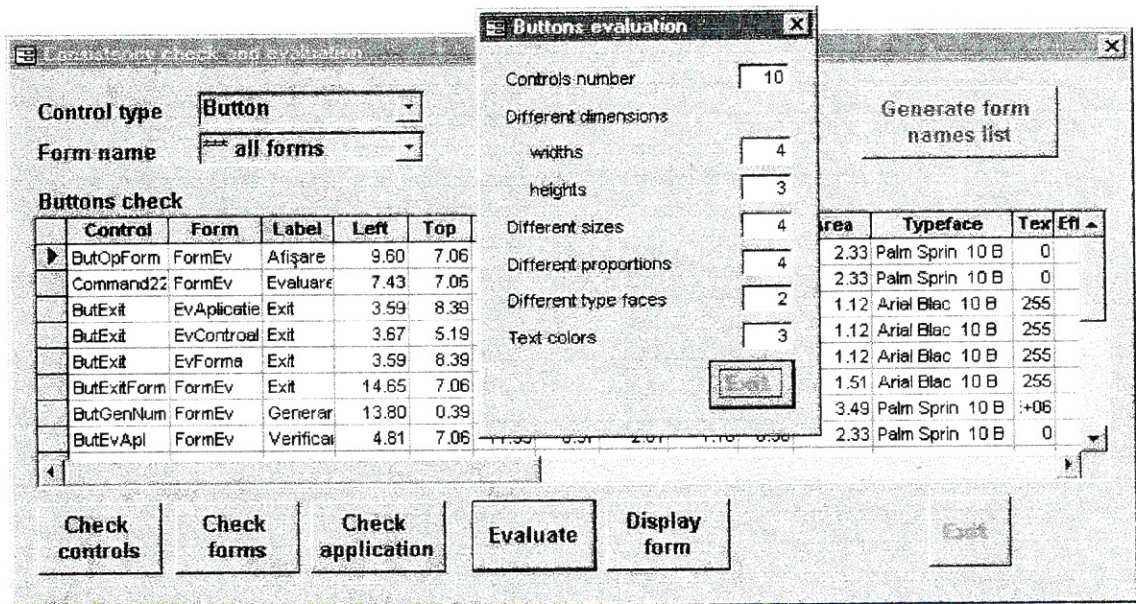 Consistency check and evaluation
Control type Button
Form name *** all forms
Generate form
names list
Buttons check
Control Form Label Left Top Area Typeface Tex Eff
ButOpForm FormEv Afişare 9.60 7.06 2.33 Palm Sprin 10 B 0
Command22 FormEv Evaluare 7.43 7.06 2.33 Palm Sprin 10 B 0
ButExit EvAplicatie Exit 3.59 8.39 1.12 Arial Blac 10 B 255
ButExit EvControal Exit 3.67 5.19 1.12 Arial Blac 10 B 255
ButExit EvForma Exit 3.59 8.39 1.12 Arial Blac 10 B 255
ButExitForm FormEv Exit 14.65 7.06 1.51 Arial Blac 10 B 255
ButGenNum FormEv Generar 13.80 0.39 3.49 Palm Sprin 10 B :+06
ButEvApl FormEv Verificar 4.81 7.06 2.33 Palm Sprin 10 B 0
Buttons evaluation
Controls number 10
Different dimensions
widths 4
heights 3
Different sizes 4
Different proportions 4
Different type faces 2
Text colors 3
Exit
Check
controls
Check
forms
Check
application
Evaluate
Display
form
Exit